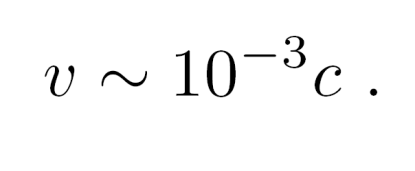 v ∼ 10⁻³c .